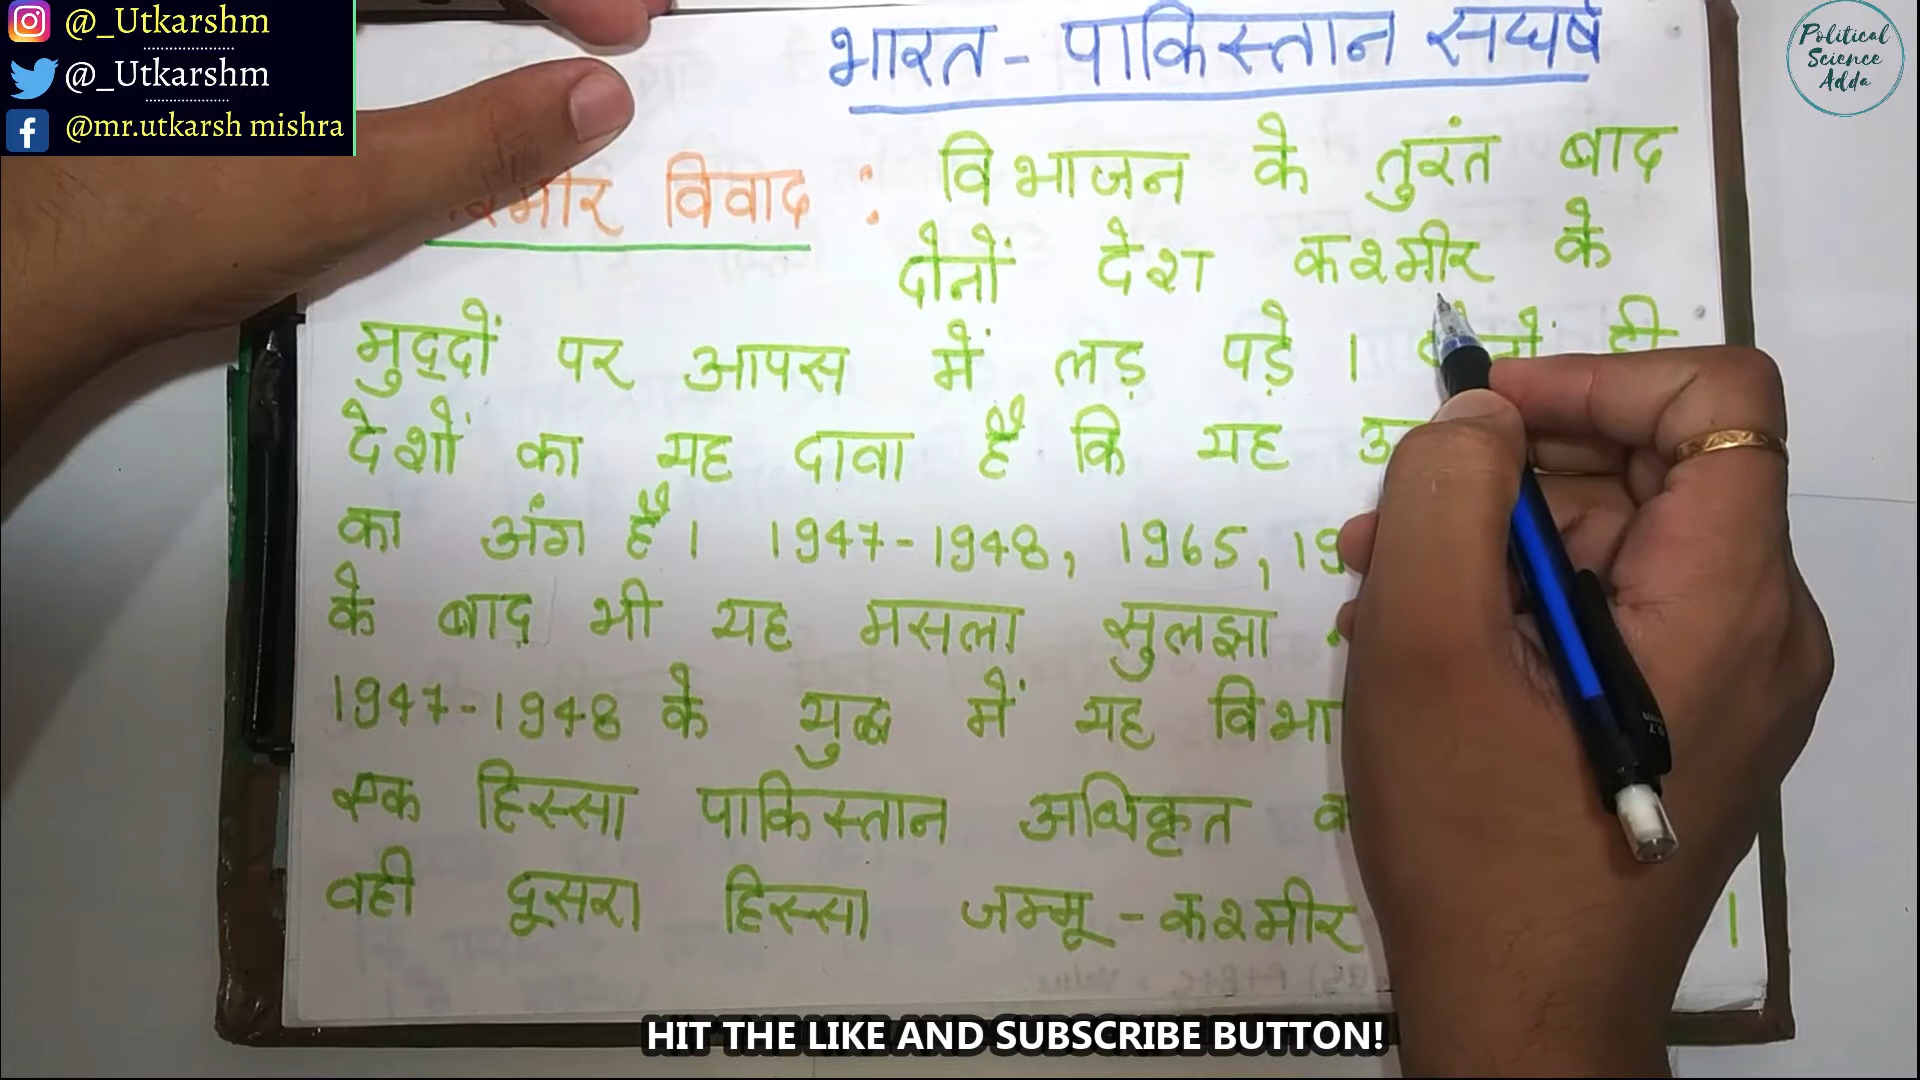 @_Utkarshm
@_Utkarshm
@mr.utkarsh mishra
Political
Science
Adda
भारत - पाकिस्तान सघर्ष
विवाद : विभाजन के तुरंत बाद
दोनों देश कश्मीर के
मुद्दों पर आपस में लड़ पड़े । ही
देशों का यह दावा है कि यह
का अंग है । 1947-1948, 1965,
के बाद भी यह मसला सुलझा
1947-1948 के युद्ध में यह
एक हिस्सा पाकिस्तान अधिकृत
वही दूसरा हिस्सा जम्मू - कश्मीर ।
HIT THE LIKE AND SUBSCRIBE BUTTON!